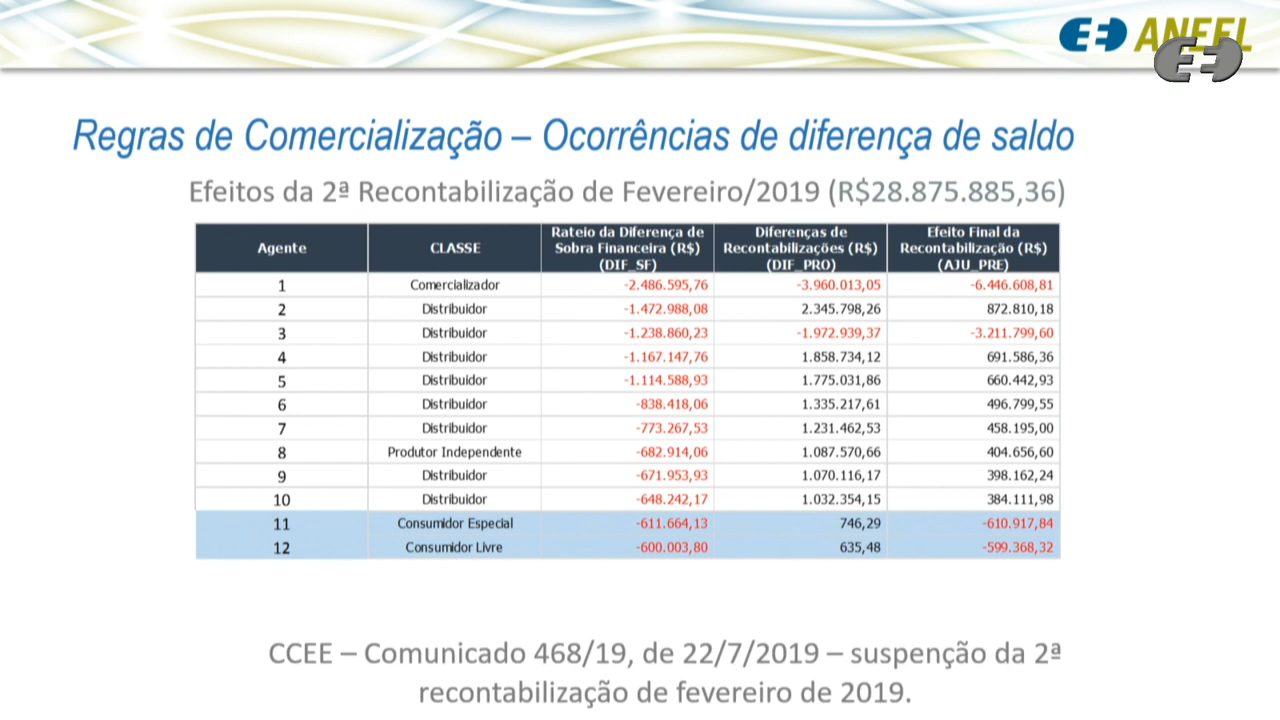 ANEEL
Regras de Comercialização – Ocorrências de diferença de saldo
Efeitos da 2ª Recontabilização de Fevereiro/2019 (R$28.875.885,36)
Agente CLASSE Rateio da Diferença de Sobra Financeira (R$) (DIF_SF) Diferenças de Recontabilizações (R$) (DIF_PRO) Efeito Final da Recontabilização (R$) (AJU_PRE)
1 Comercializador -2.486.595,76 -3.960.013,05 -6.446.608,81
2 Distribuidor -1.472.988,08 2.345.798,26 872.810,18
3 Distribuidor -1.238.860,23 -1.972.939,37 -3.211.799,60
4 Distribuidor -1.167.147,76 1.858.734,12 691.586,36
5 Distribuidor -1.114.588,93 1.775.031,86 660.442,93
6 Distribuidor -838.418,06 1.335.217,61 496.799,55
7 Distribuidor -773.267,53 1.231.462,53 458.195,00
8 Produtor Independente -682.914,06 1.087.570,66 404.656,60
9 Distribuidor -671.953,93 1.070.116,17 398.162,24
10 Distribuidor -648.242,17 1.032.354,15 384.111,98
11 Consumidor Especial -611.664,13 746,29 -610.917,84
12 Consumidor Livre -600.003,80 635,48 -599.368,32
CCEE – Comunicado 468/19, de 22/7/2019 – suspenção da 2ª
recontabilização de fevereiro de 2019.